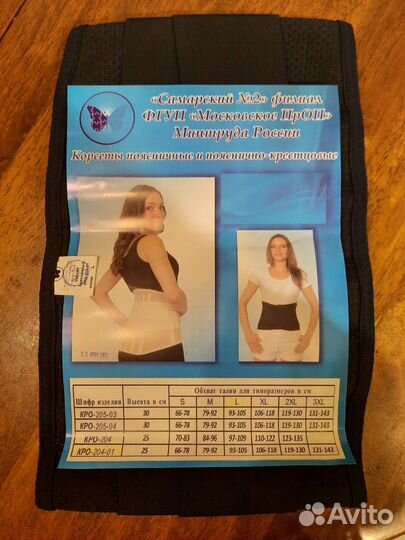 «Самарский №2» филиал
ФГУП «Московское ПрОП»
Минтруда России
Корсеты поясничные и пояснично-крестцовые
22 НОЯ 2021
Шифр изделия Высота в см Обхват талии для типоразмеров в см
S M L XL 2XL 3XL
КРО-205-03 30 66-78 79-92 93-105 106-118 119-130 131-143
КРО-205-04 30 66-78 79-92 93-105 106-118 119-130 131-143
КРО-204 25 70-83 84-96 97-109 110-122 123-135
КРО-204-01 25 66-78 79-92 93-105 106-118 119-130 131-143
Avito